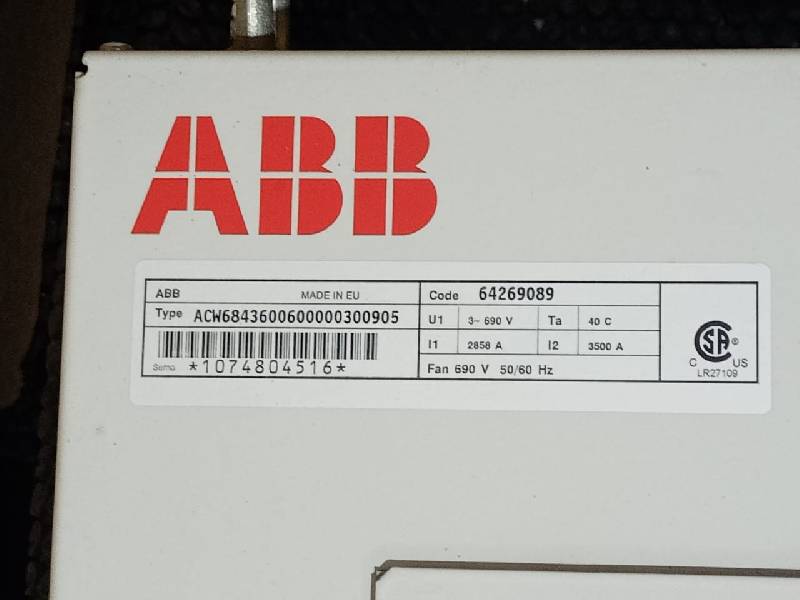 ABB
ABB MADE IN EU
Type ACW6843600600000300905
Serno *1074804516*
Code 64269089
U1 3~ 690 V Ta 40 C
I1 2858 A I2 3500 A
Fan 690 V 50/60 Hz
SA ®
C US
LR27109